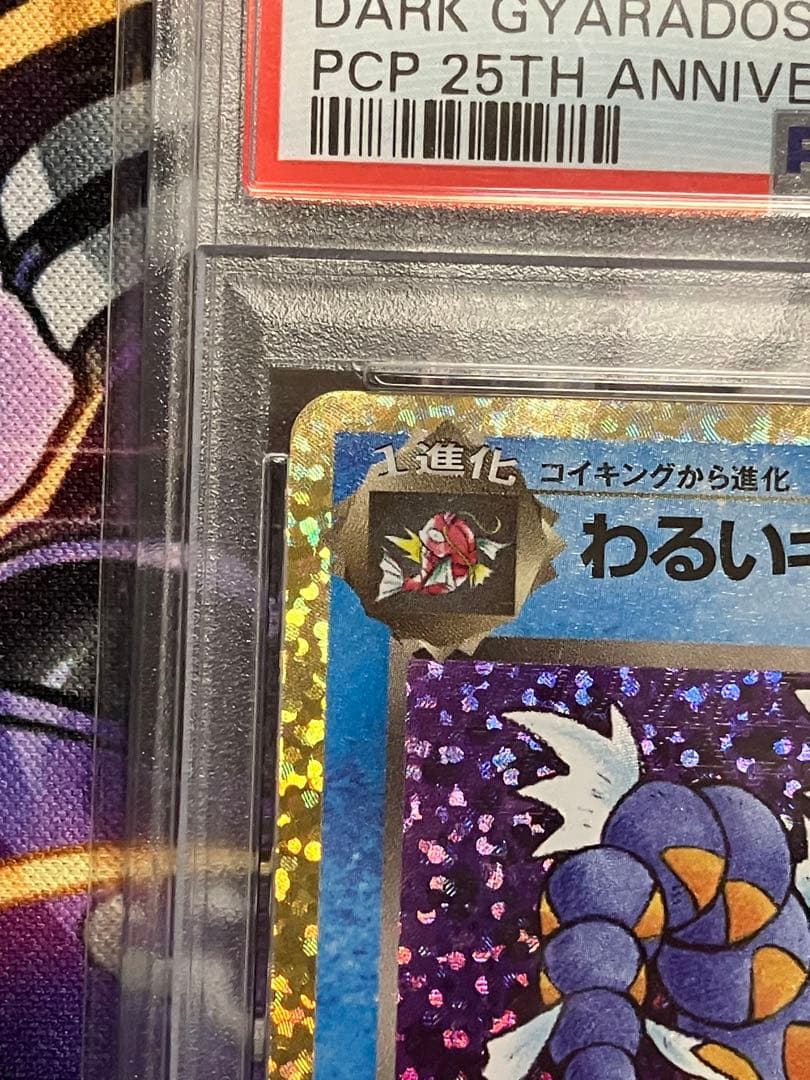 DARK GYARADOS
PCP 25TH ANNIVE
1 進化
コイキングから進化
わるいギ